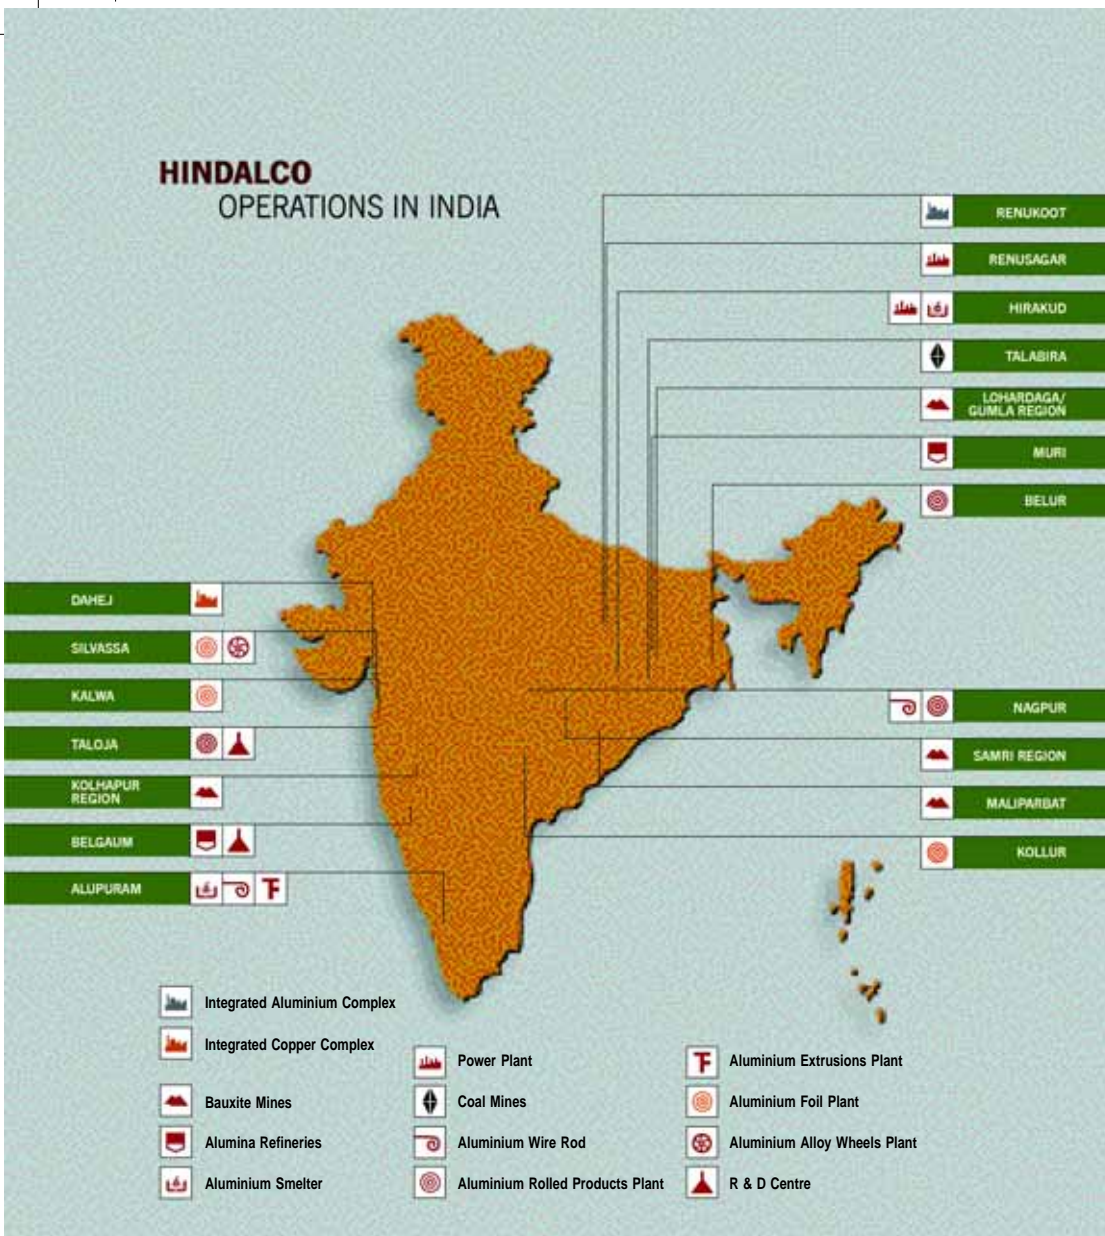 HINDALCO
OPERATIONS IN INDIA
RENUKOOT
RENUSAGAR
HIRAKUD
TALABIRA
LOHARDAGA/
GUMLA REGION
MURI
BELUR
DAHEJ
SILVASSA
KALWA
TALOJA
KOLHAPUR
REGION
BELGAUM
ALUPURAM
NAGPUR
SAMRI REGION
MALIPARBAT
KOLLUR
Integrated Aluminium Complex
Integrated Copper Complex
Bauxite Mines
Alumina Refineries
Aluminium Smelter
Power Plant
Coal Mines
Aluminium Wire Rod
Aluminium Rolled Products Plant
Aluminium Extrusions Plant
Aluminium Foil Plant
Aluminium Alloy Wheels Plant
R & D Centre